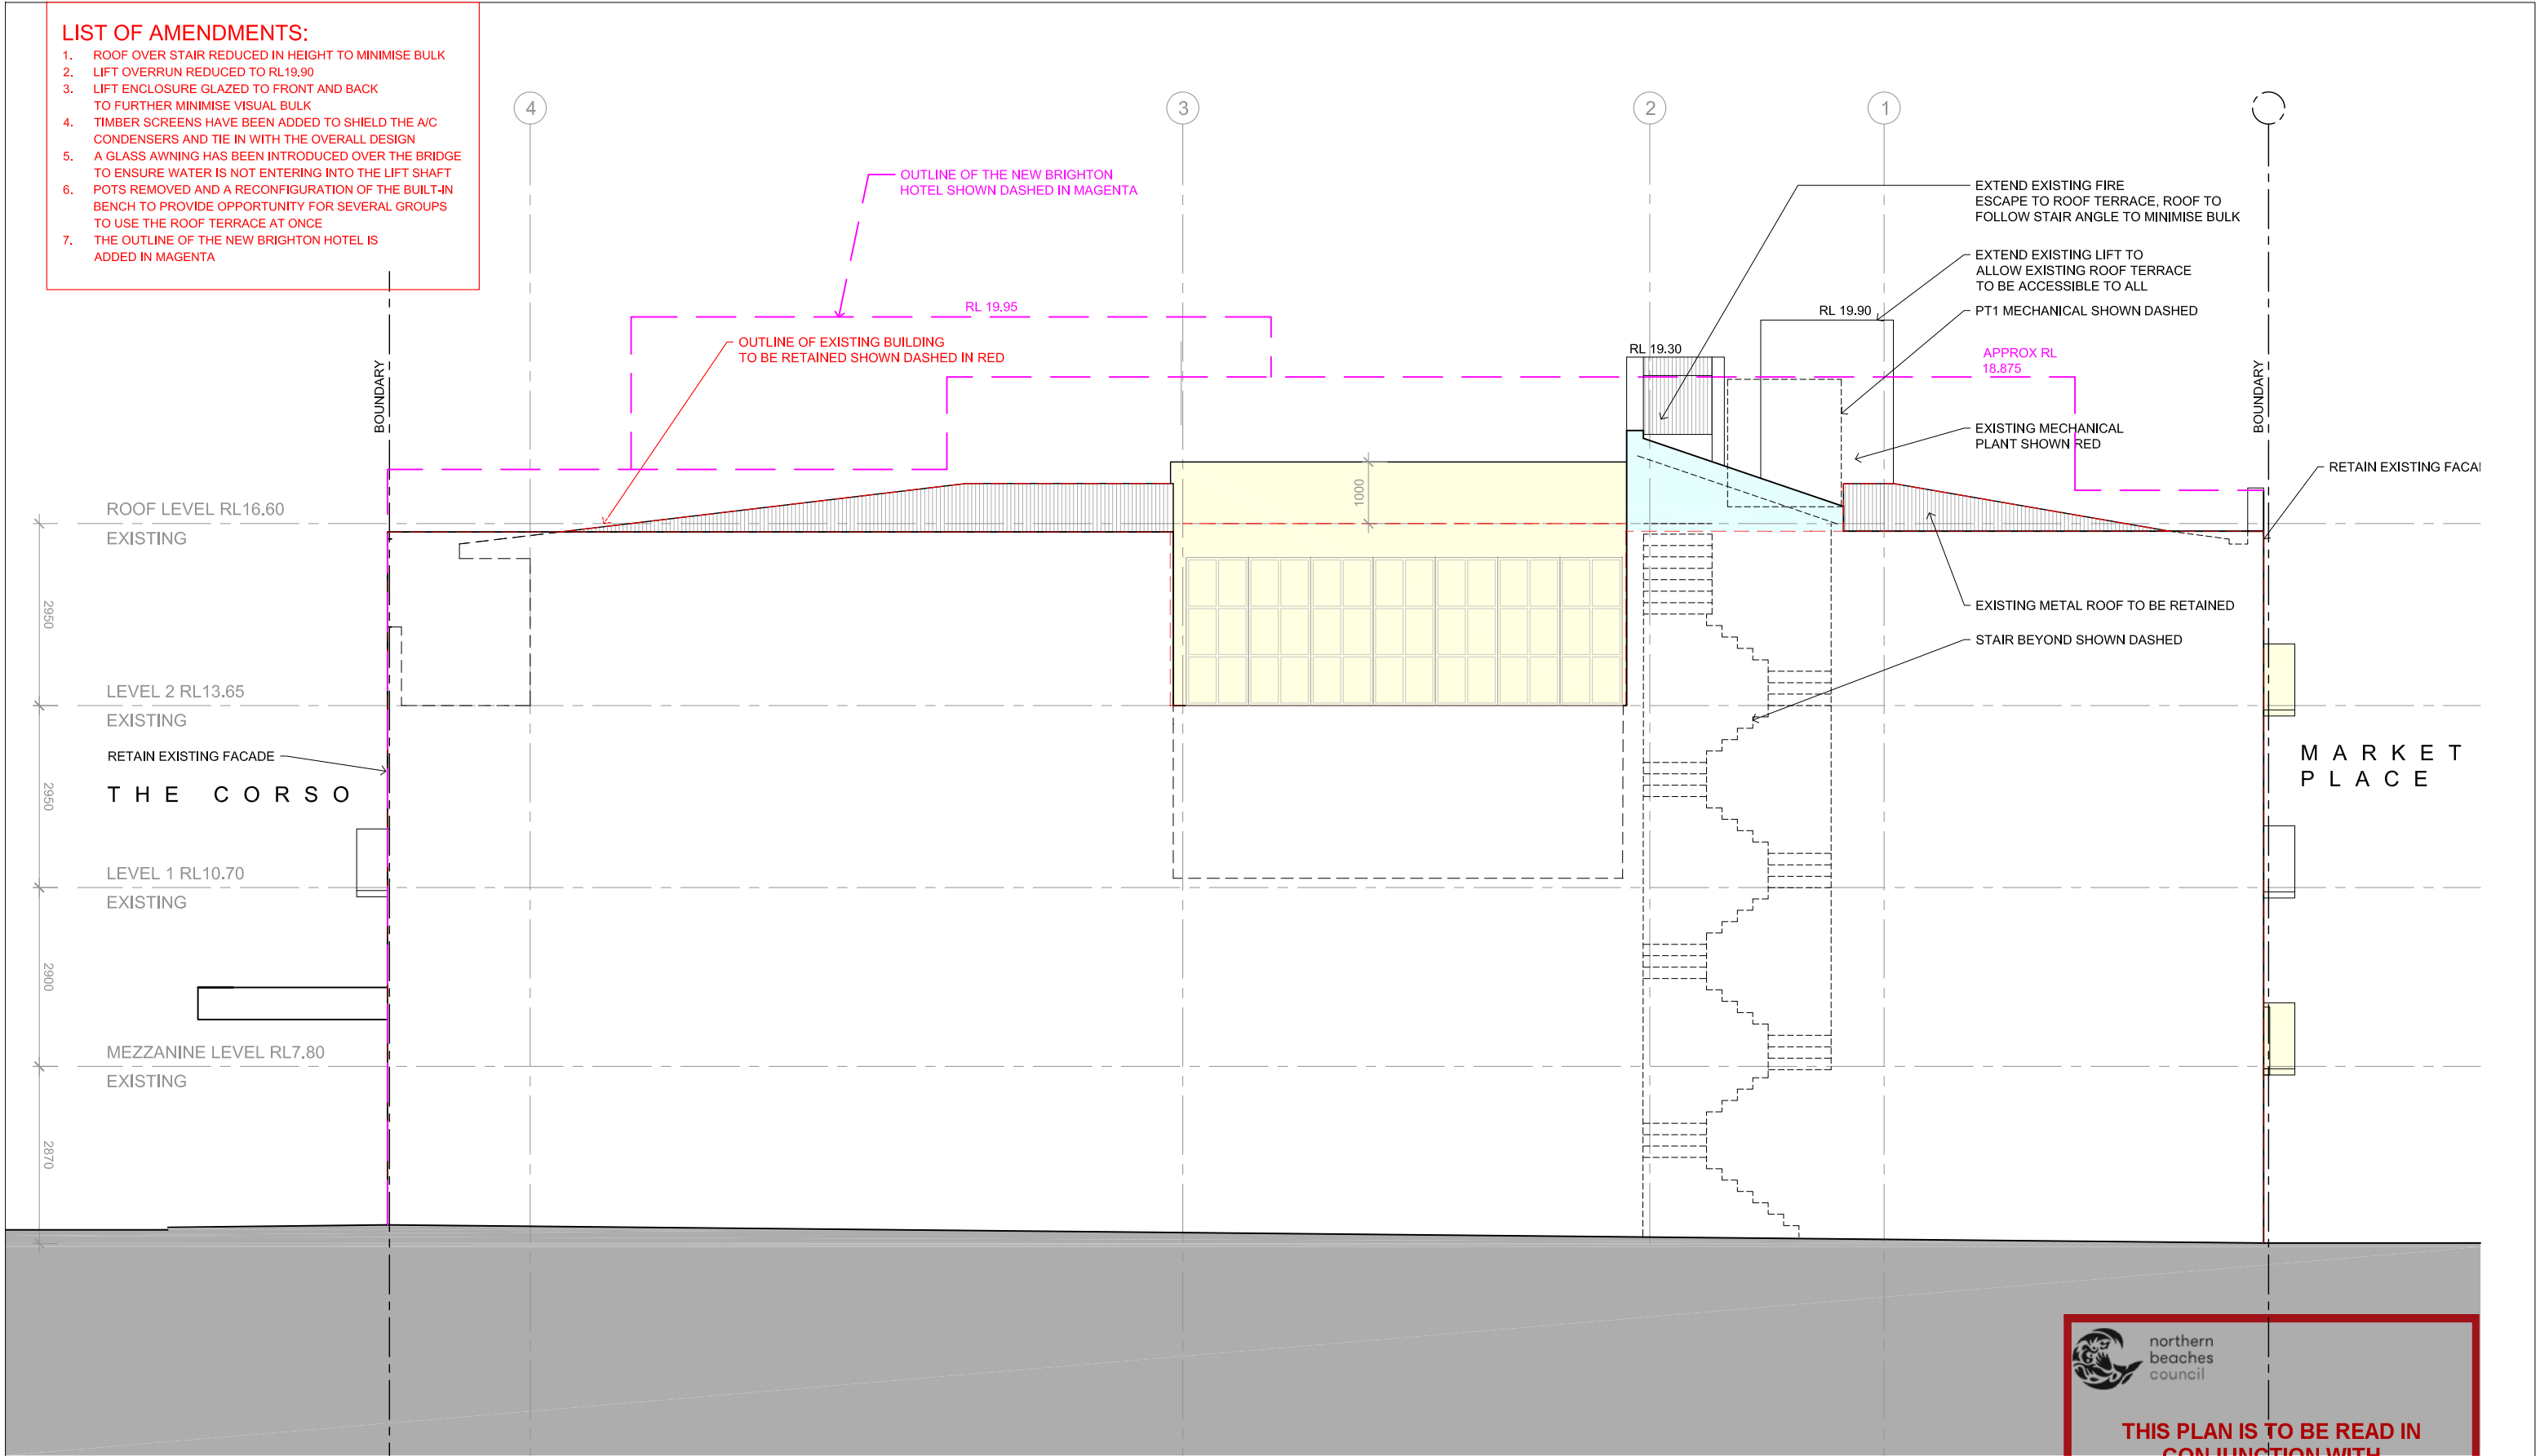 LIST OF AMENDMENTS:
1. ROOF OVER STAIR REDUCED IN HEIGHT TO MINIMISE BULK
2. LIFT OVERRUN REDUCED TO RL19.90
3. LIFT ENCLOSURE GLAZED TO FRONT AND BACK
TO FURTHER MINIMISE VISUAL BULK
4. TIMBER SCREENS HAVE BEEN ADDED TO SHIELD THE A/C
CONDENSERS AND TIE IN WITH THE OVERALL DESIGN
5. A GLASS AWNING HAS BEEN INTRODUCED OVER THE BRIDGE
TO ENSURE WATER IS NOT ENTERING INTO THE LIFT SHAFT
6. POTS REMOVED AND A RECONFIGURATION OF THE BUILT-IN
BENCH TO PROVIDE OPPORTUNITY FOR SEVERAL GROUPS
TO USE THE ROOF TERRACE AT ONCE
7. THE OUTLINE OF THE NEW BRIGHTON HOTEL IS
ADDED IN MAGENTA
4
3
2
1
OUTLINE OF THE NEW BRIGHTON
HOTEL SHOWN DASHED IN MAGENTA
EXTEND EXISTING FIRE
ESCAPE TO ROOF TERRACE, ROOF TO
FOLLOW STAIR ANGLE TO MINIMISE BULK
EXTEND EXISTING LIFT TO
ALLOW EXISTING ROOF TERRACE
TO BE ACCESSIBLE TO ALL
RL 19.95
RL 19.90
PT1 MECHANICAL SHOWN DASHED
OUTLINE OF EXISTING BUILDING
TO BE RETAINED SHOWN DASHED IN RED
RL 19.30
APPROX RL
18.875
BOUNDARY
BOUNDARY
EXISTING MECHANICAL
PLANT SHOWN RED
RETAIN EXISTING FACA
1000
ROOF LEVEL RL16.60
EXISTING
2950
EXISTING METAL ROOF TO BE RETAINED
STAIR BEYOND SHOWN DASHED
LEVEL 2 RL13.65
EXISTING
RETAIN EXISTING FACADE
THE CORSO
MARKET
PLACE
2950
LEVEL 1 RL10.70
EXISTING
2900
MEZZANINE LEVEL RL7.80
EXISTING
2870
northern
beaches
council
THIS PLAN IS TO BE READ IN
CONJUNCTION WITH